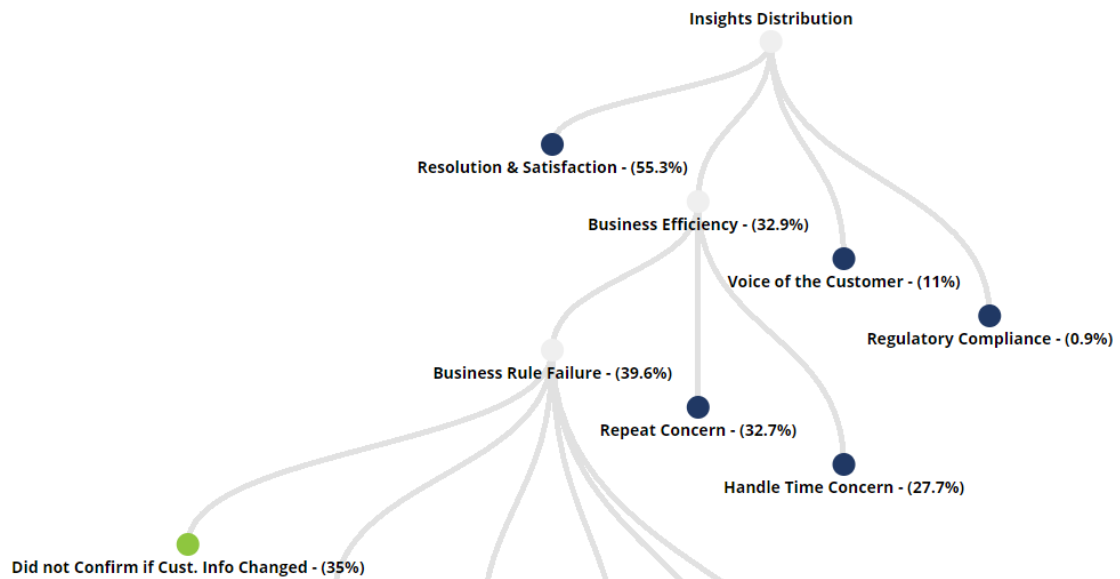 Insights Distribution
Resolution & Satisfaction - (55.3%)
Business Efficiency - (32.9%)
Voice of the Customer - (11%)
Regulatory Compliance - (0.9%)
Business Rule Failure - (39.6%)
Repeat Concern - (32.7%)
Handle Time Concern - (27.7%)
Did not Confirm if Cust. Info Changed - (35%)